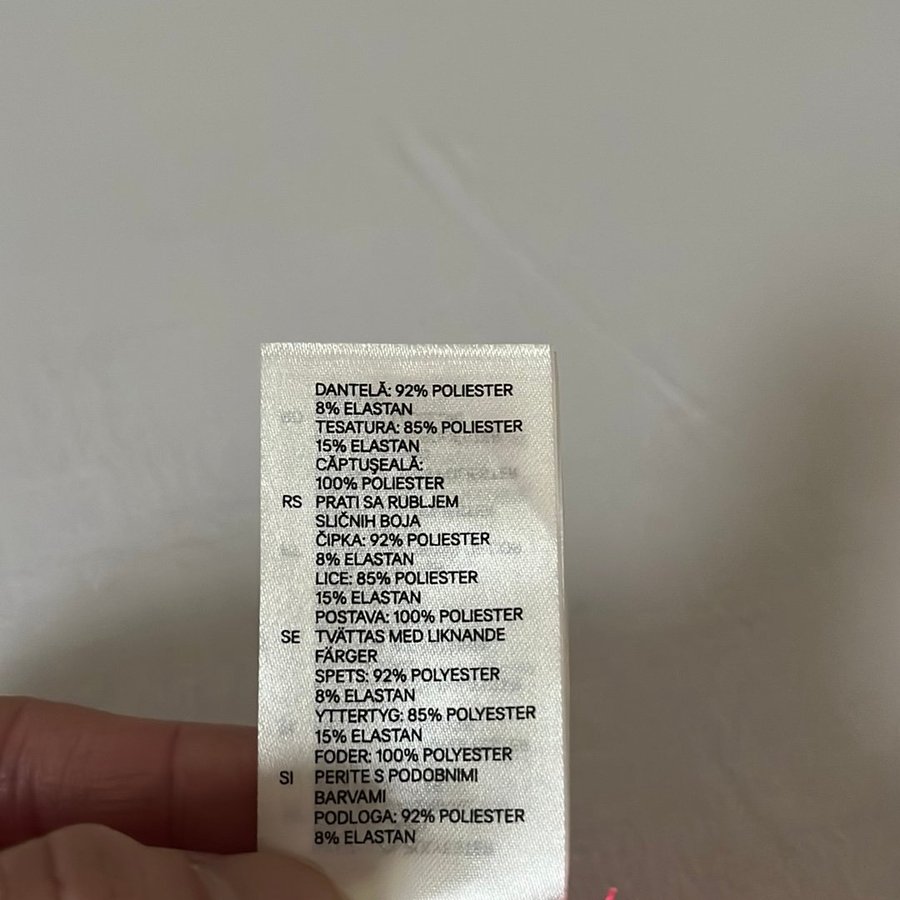 DANTELĂ: 92% POLIESTER
8% ELASTAN
TESATURA: 85% POLIESTER
15% ELASTAN
CĂPTUŞEALĂ:
100% POLIESTER
RS PRATI SA RUBLJEM
SLIČNIH BOJA
ČIPKA: 92% POLIESTER
8% ELASTAN
LICE: 85% POLIESTER
15% ELASTAN
POSTAVA: 100% POLIESTER
SE TVÄTTAS MED LIKNANDE
FÄRGER
SPETS: 92% POLYESTER
8% ELASTAN
YTTERTYG: 85% POLYESTER
15% ELASTAN
FODER: 100% POLYESTER
SI PERITE S PODOBNIMI
BARVAMI
PODLOGA: 92% POLIESTER
8% ELASTAN